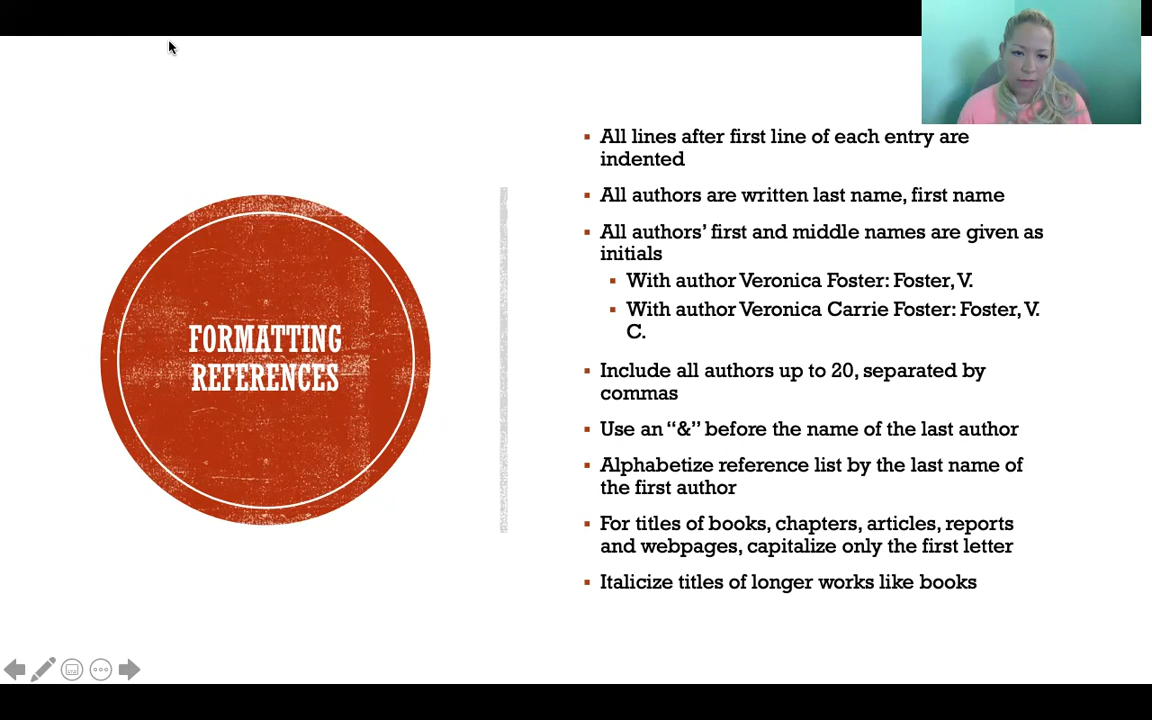 FORMATTING
REFERENCES
All lines after first line of each entry are
indented
All authors are written last name, first name
All authors’ first and middle names are given as
initials
With author Veronica Foster: Foster, V.
With author Veronica Carrie Foster: Foster, V.
C.
Include all authors up to 20, separated by
commas
Use an “&” before the name of the last author
Alphabetize reference list by the last name of
the first author
For titles of books, chapters, articles, reports
and webpages, capitalize only the first letter
Italicize titles of longer works like books